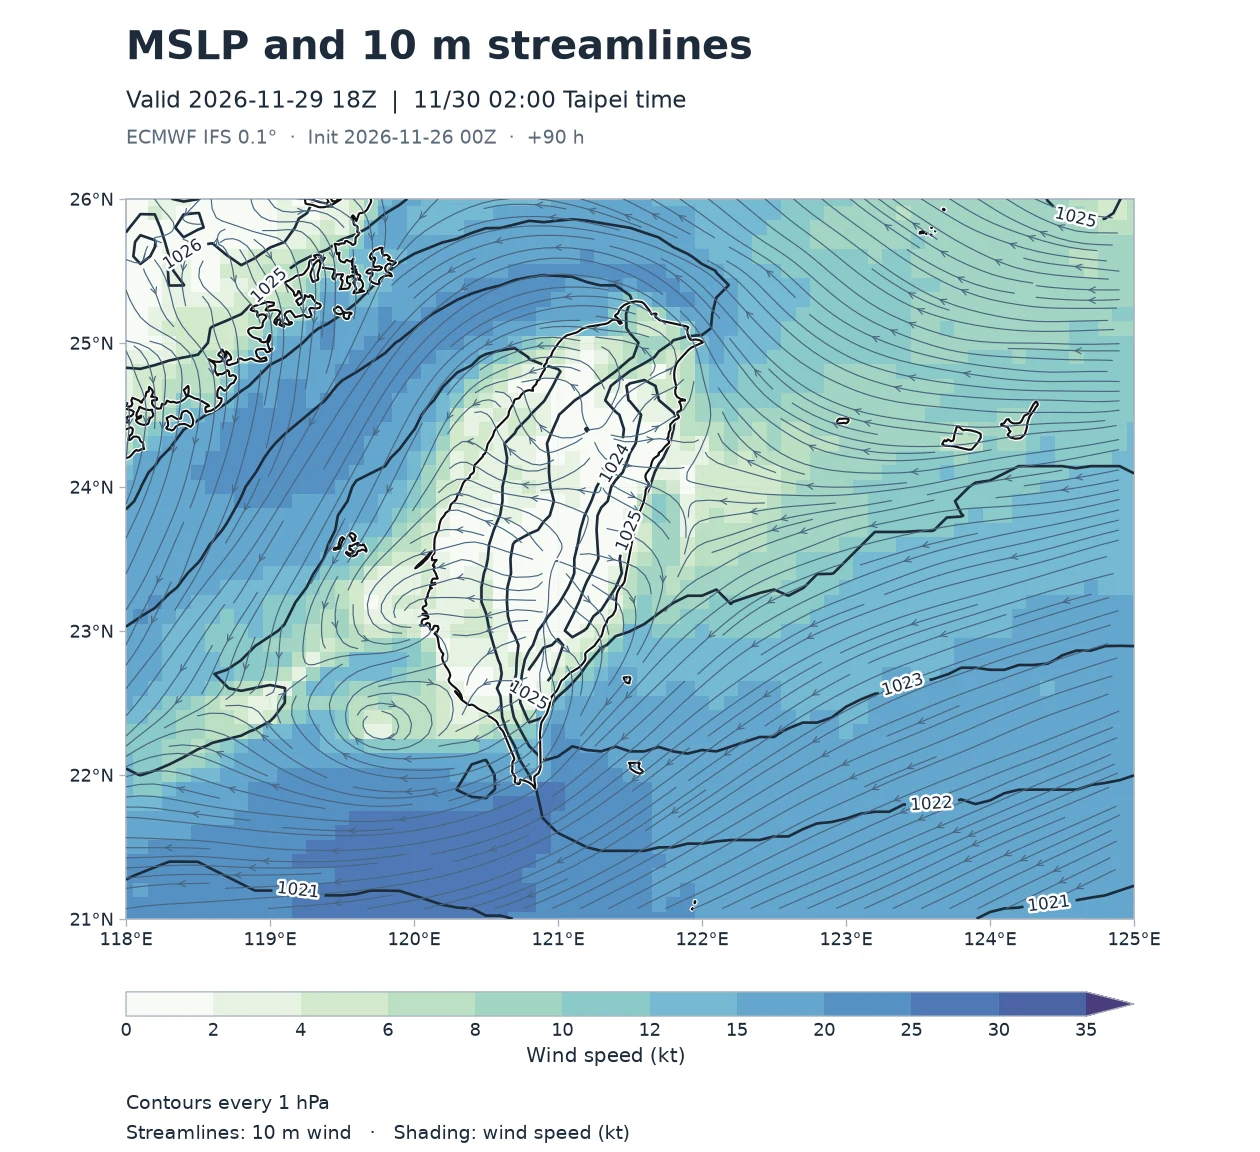 MSLP and 10 m streamlines
Valid 2026-11-29 18Z | 11/30 02:00 Taipei time
ECMWF IFS 0.1° · Init 2026-11-26 00Z · +90 h
26°N
25°N
24°N
23°N
22°N
21°N
1025
1026
1025
1024
1025
1025
1023
1022
1021
1021
118°E 119°E 120°E 121°E 122°E 123°E 124°E 125°E
0 2 4 6 8 10 12 15 20 25 30 35
Wind speed (kt)
Contours every 1 hPa
Streamlines: 10 m wind · Shading: wind speed (kt)